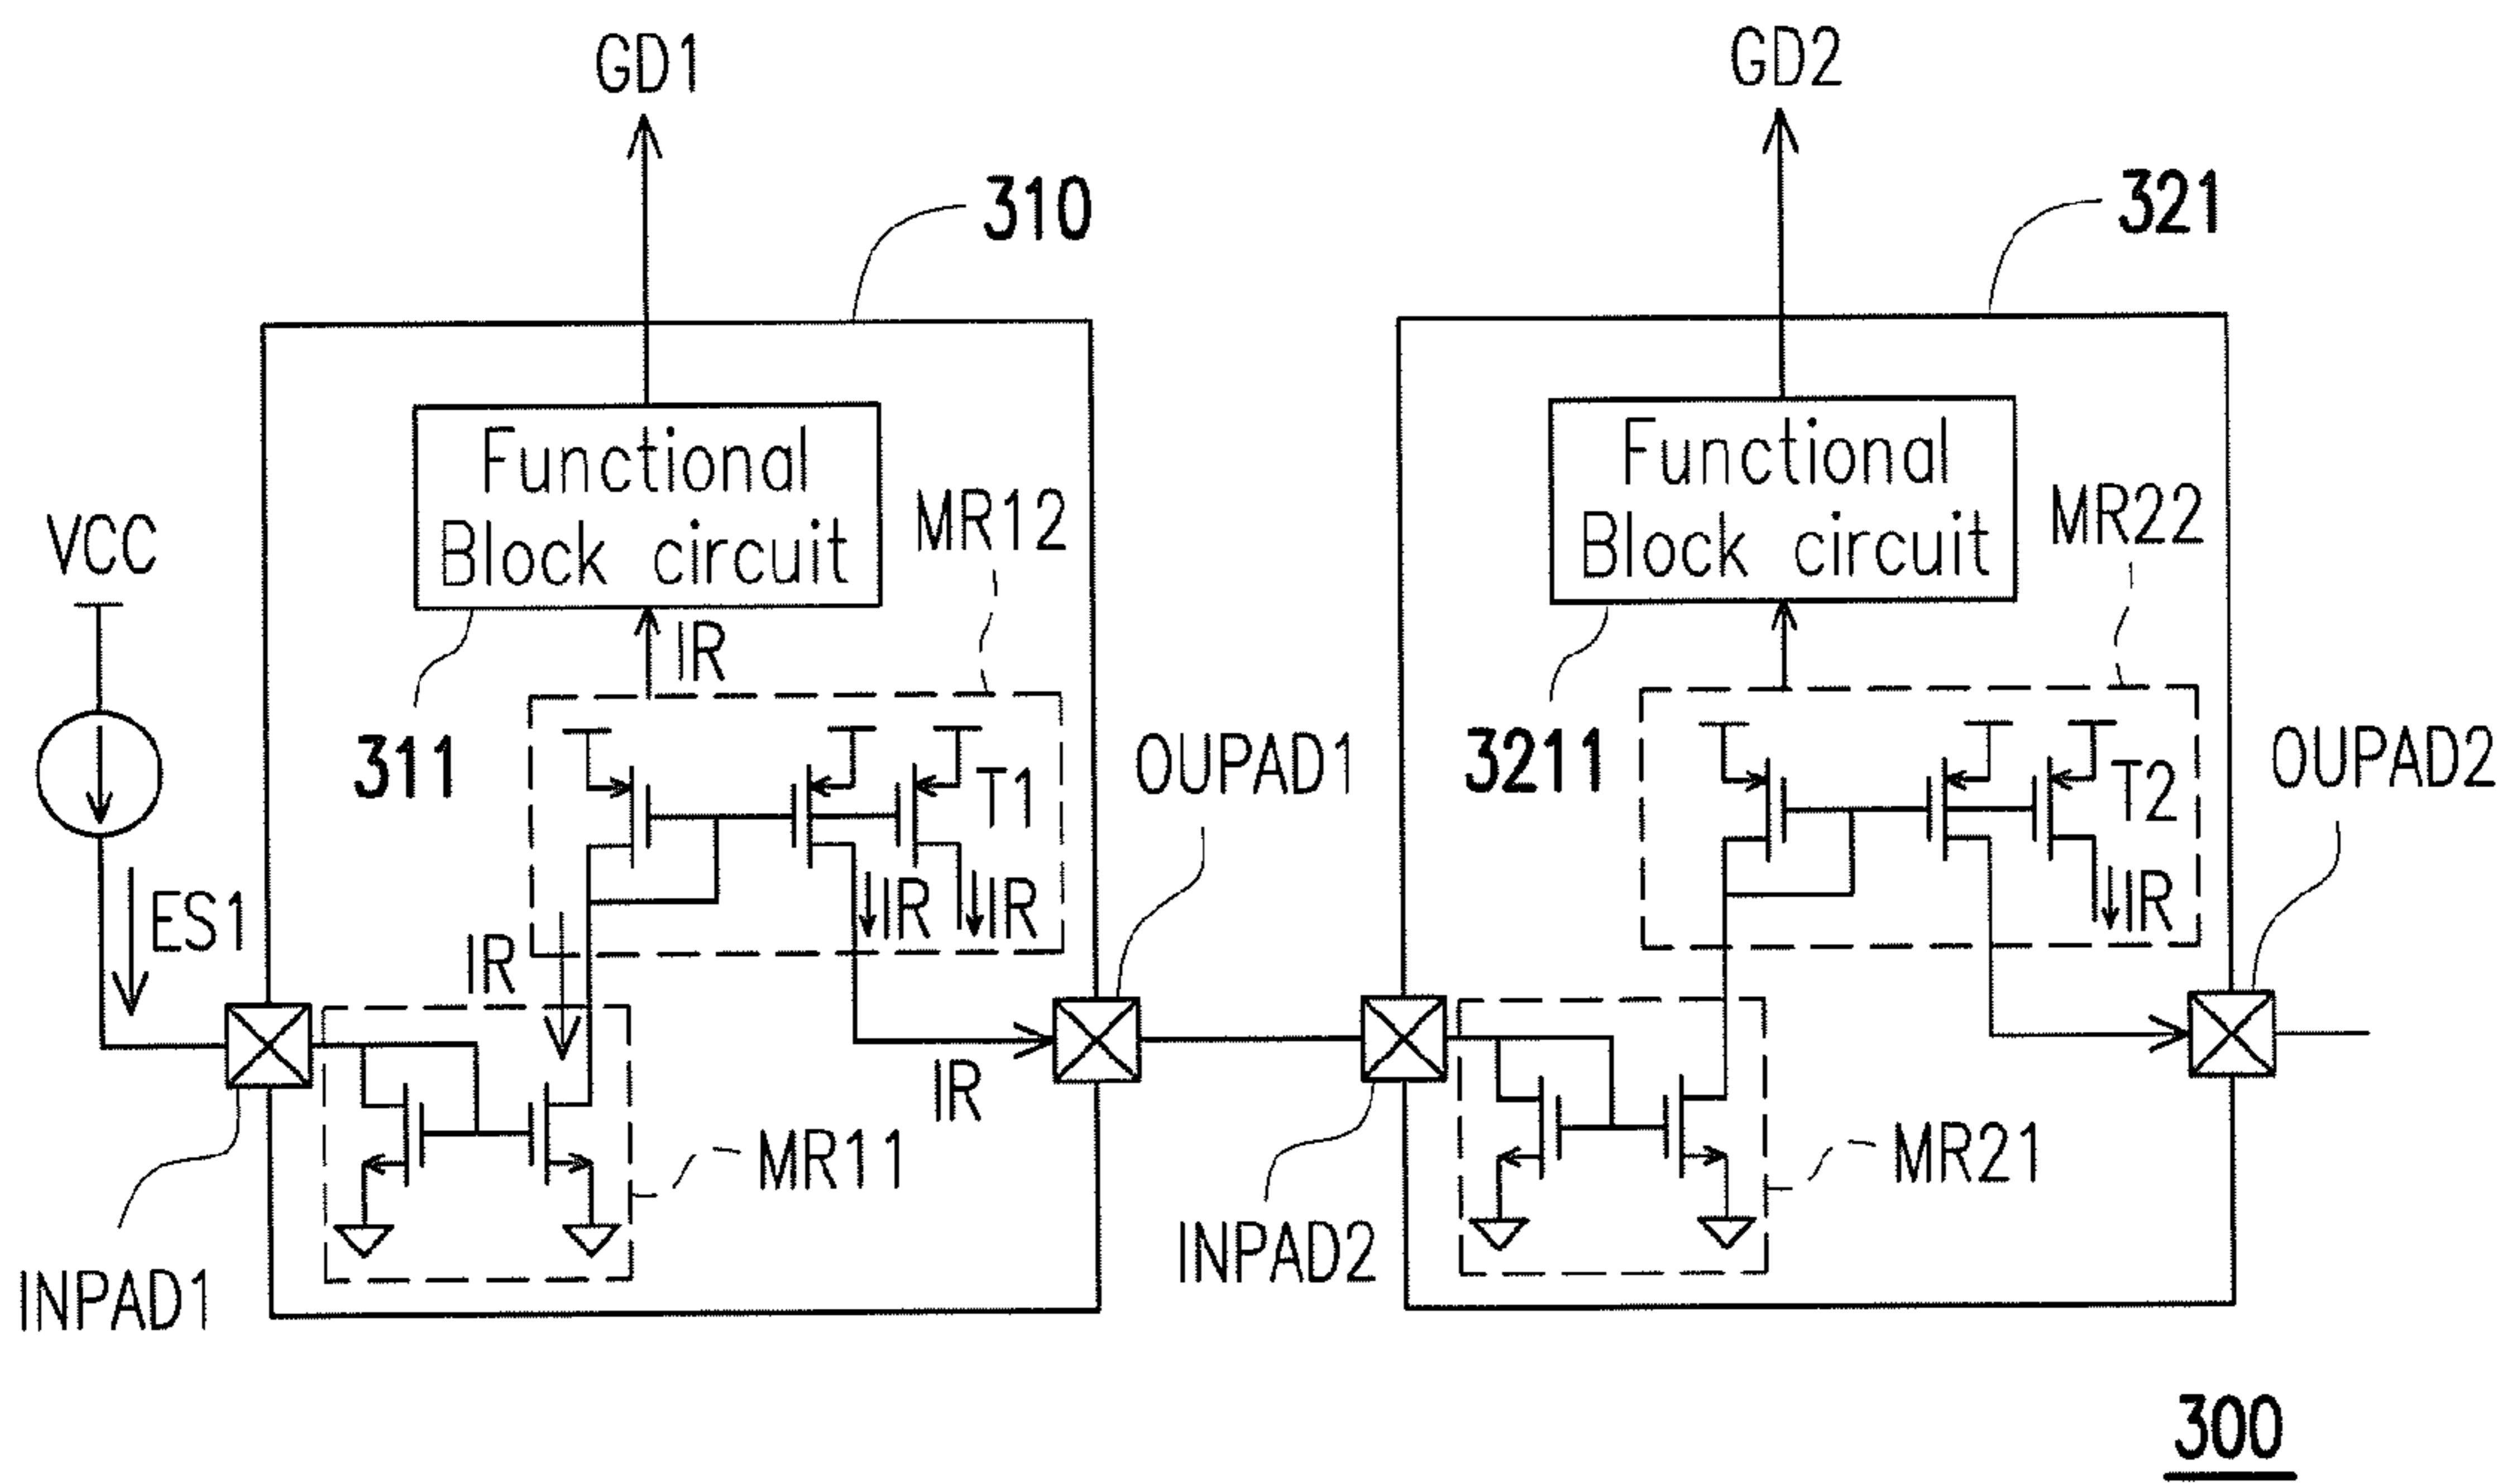 GD1
GD2
310
321
Functional
Block circuit
Functional
Block circuit
MR12
MR22
VCC
IR
311
3211
OUPAD1
OUPAD2
T1
T2
ES1
IR
IR
IR
IR
IR
MR11
MR21
INPAD1
INPAD2
300